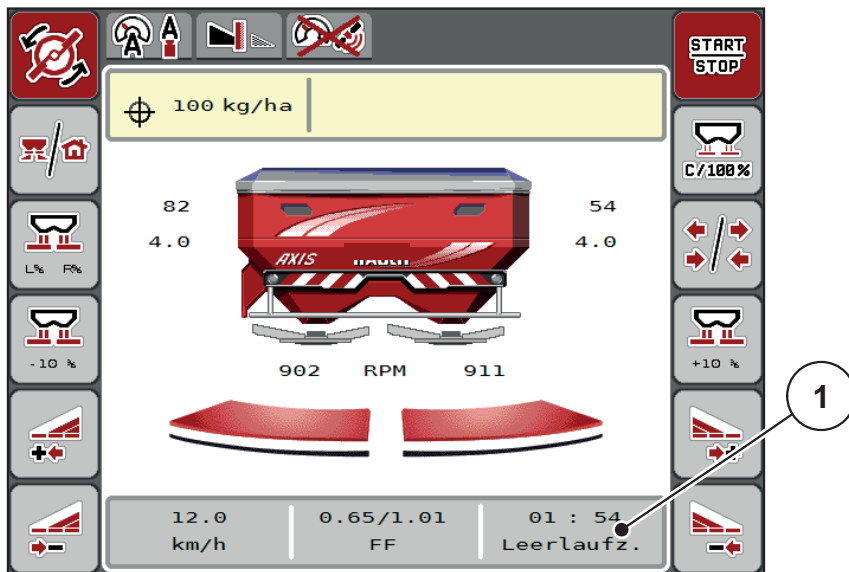 A A
START
STOP
100 kg/ha
C/100%
82
54
4.0
4.0
AXIS RAUCH
L% R%
-10 %
+10 %
902 RPM 911
1
12.0
0.65/1.01
01 : 54
km/h
FF
Leerlaufz.